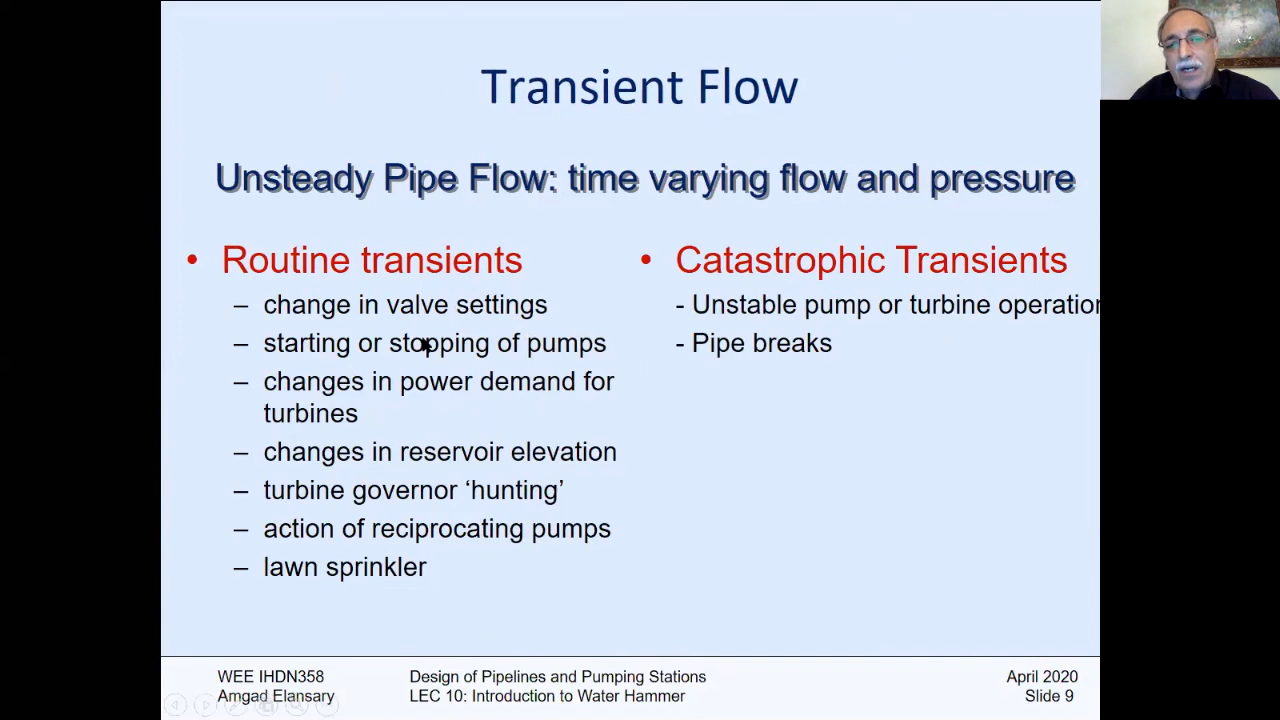 Transient Flow
Unsteady Pipe Flow: time varying flow and pressure
• Routine transients
– change in valve settings
– starting or stopping of pumps
– changes in power demand for
turbines
– changes in reservoir elevation
– turbine governor ‘hunting’
– action of reciprocating pumps
– lawn sprinkler
• Catastrophic Transients
- Unstable pump or turbine operation
- Pipe breaks
WEE IHDN358
Amgad Elansary
Design of Pipelines and Pumping Stations
LEC 10: Introduction to Water Hammer
April 2020
Slide 9